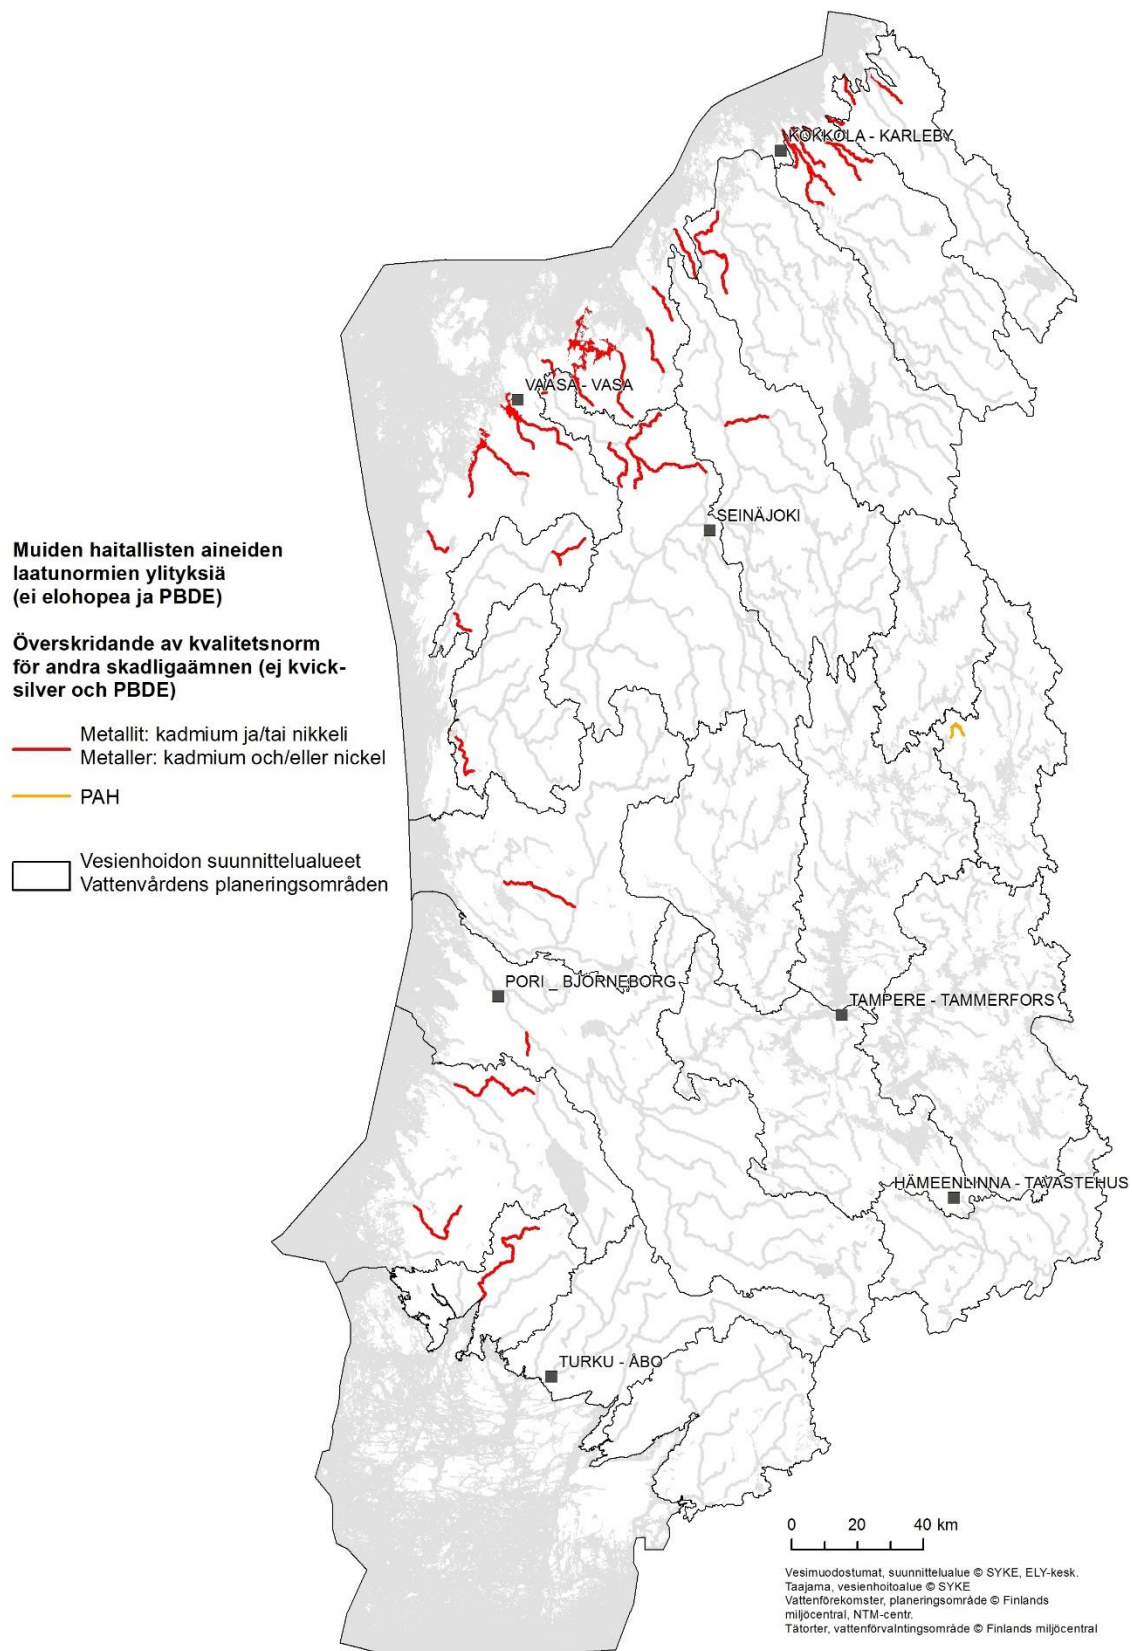 KOKKOLA - KARLEBY
VAASA - VASA
SEINÄJOKI
Muiden haitallisten aineiden
laatunormien ylityksiä
(ei elohopea ja PBDE)
Överskridande av kvalitetsnorm
för andra skadligaämnen (ej kvick-
silver och PBDE)
Metallit: kadmium ja/tai nikkeli
Metaller: kadmium och/eller nickel
PAH
Vesienhoidon suunnittelualueet
Vattenvårdens planeringsområden
PORI _ BJÖRNEBORG
TAMPERE - TAMMERFORS
HÄMEENLINNA - TAVASTEHUS
TURKU - ÅBO
0 20 40 km
Vesimuodostumat, suunnittelualue © SYKE, ELY-kesk.
Taajama, vesienhoitoalue © SYKE
Vattenförekomster, planeringsområde © Finlands
miljöcentral, NTM-centr.
Tätorter, vattenförvalntingsområde © Finlands miljöcentral